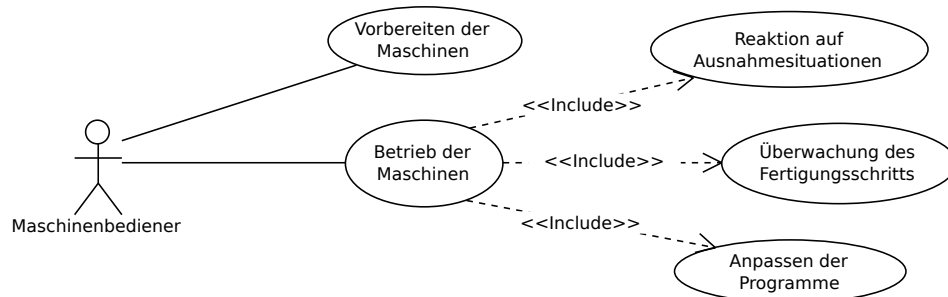 Vorbereiten der
Maschinen
Reaktion auf
Ausnahmesituationen
<<Include>>
Betrieb der
Maschinen
<<Include>>
Überwachung des
Fertigungsschritts
Maschinenbediener
<<Include>>
Anpassen der
Programme